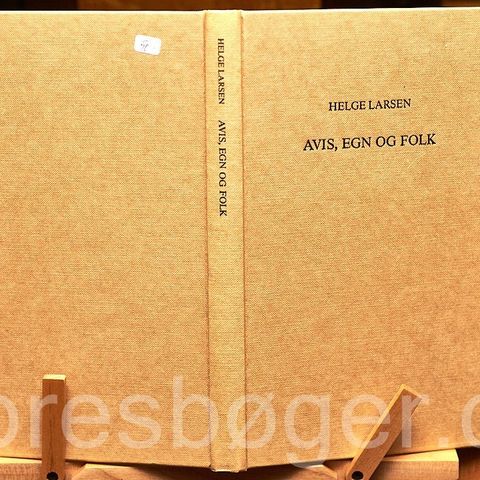 HELGE LARSEN AVIS, EGN OG FOLK
HELGE LARSEN
AVIS, EGN OG FOLK
oresbøger.